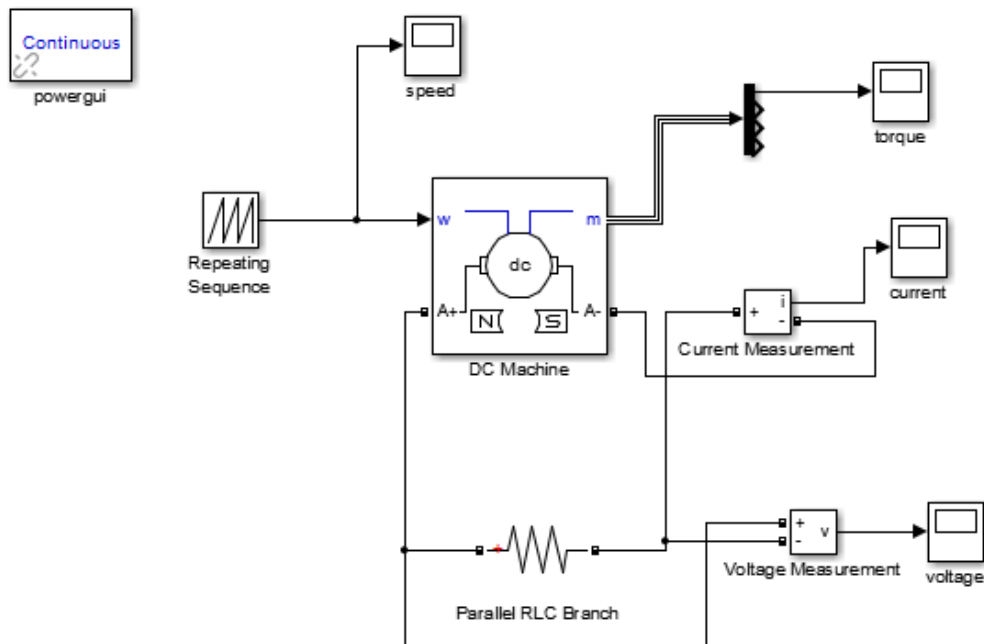 Continuous
powergui
speed
torque
Repeating
Sequence
w
m
dc
A+
N
S
A-
DC Machine
+
i
-
Current Measurement
current
+
-
v
Voltage Measurement
voltage
+
Parallel RLC Branch